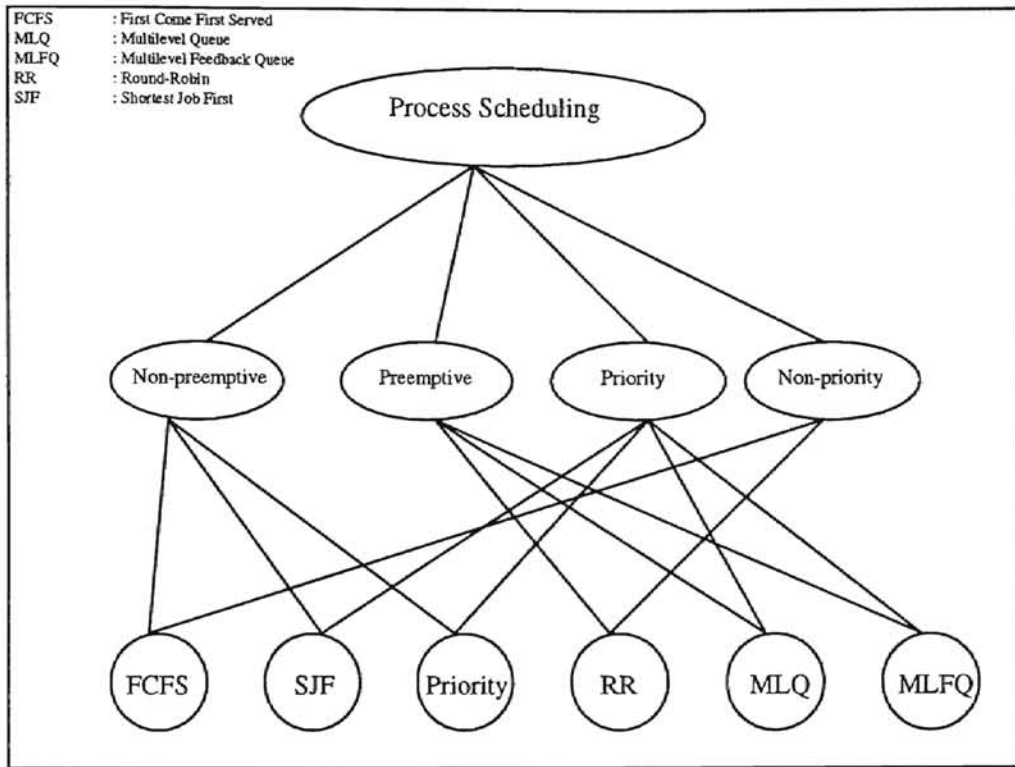 FCFS : First Come First Served
MLQ : Multilevel Queue
MLFQ : Multilevel Feedback Queue
RR : Round-Robin
SJF : Shortest Job First
Process Scheduling
Non-preemptive Preemptive Priority Non-priority
FCFS SJF Priority RR MLQ MLFQ